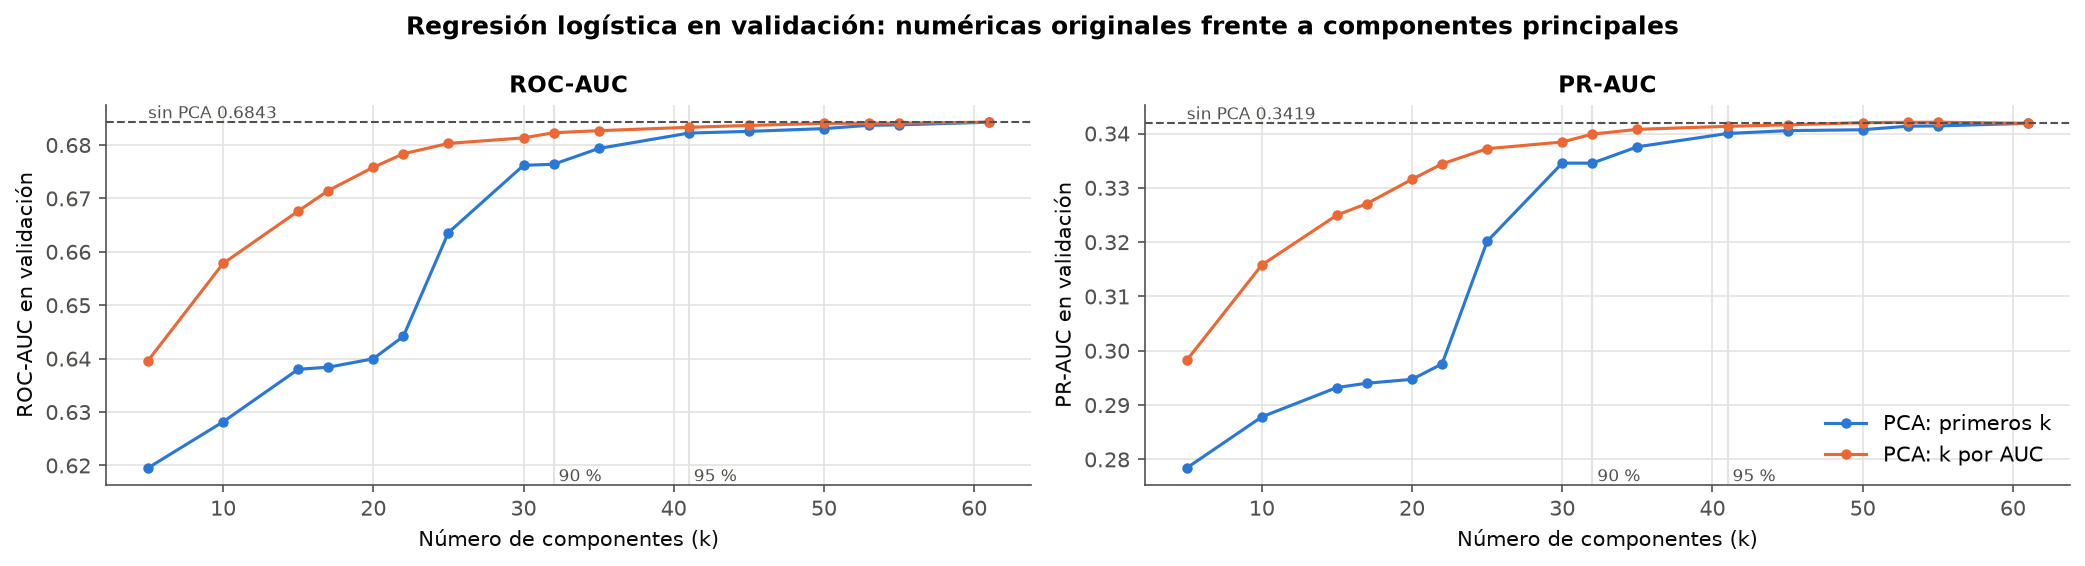 Regresión logística en validación: numéricas originales frente a componentes principales
ROC-AUC
sin PCA 0.6843
ROC-AUC en validación
0.68
0.67
0.66
0.65
0.64
0.63
0.62
90 %
95 %
10
20
30
40
50
60
Número de componentes (k)
PR-AUC
sin PCA 0.3419
PR-AUC en validación
0.34
0.33
0.32
0.31
0.30
0.29
0.28
PCA: primeros k
PCA: k por AUC
90 %
95 %
10
20
30
40
50
60
Número de componentes (k)